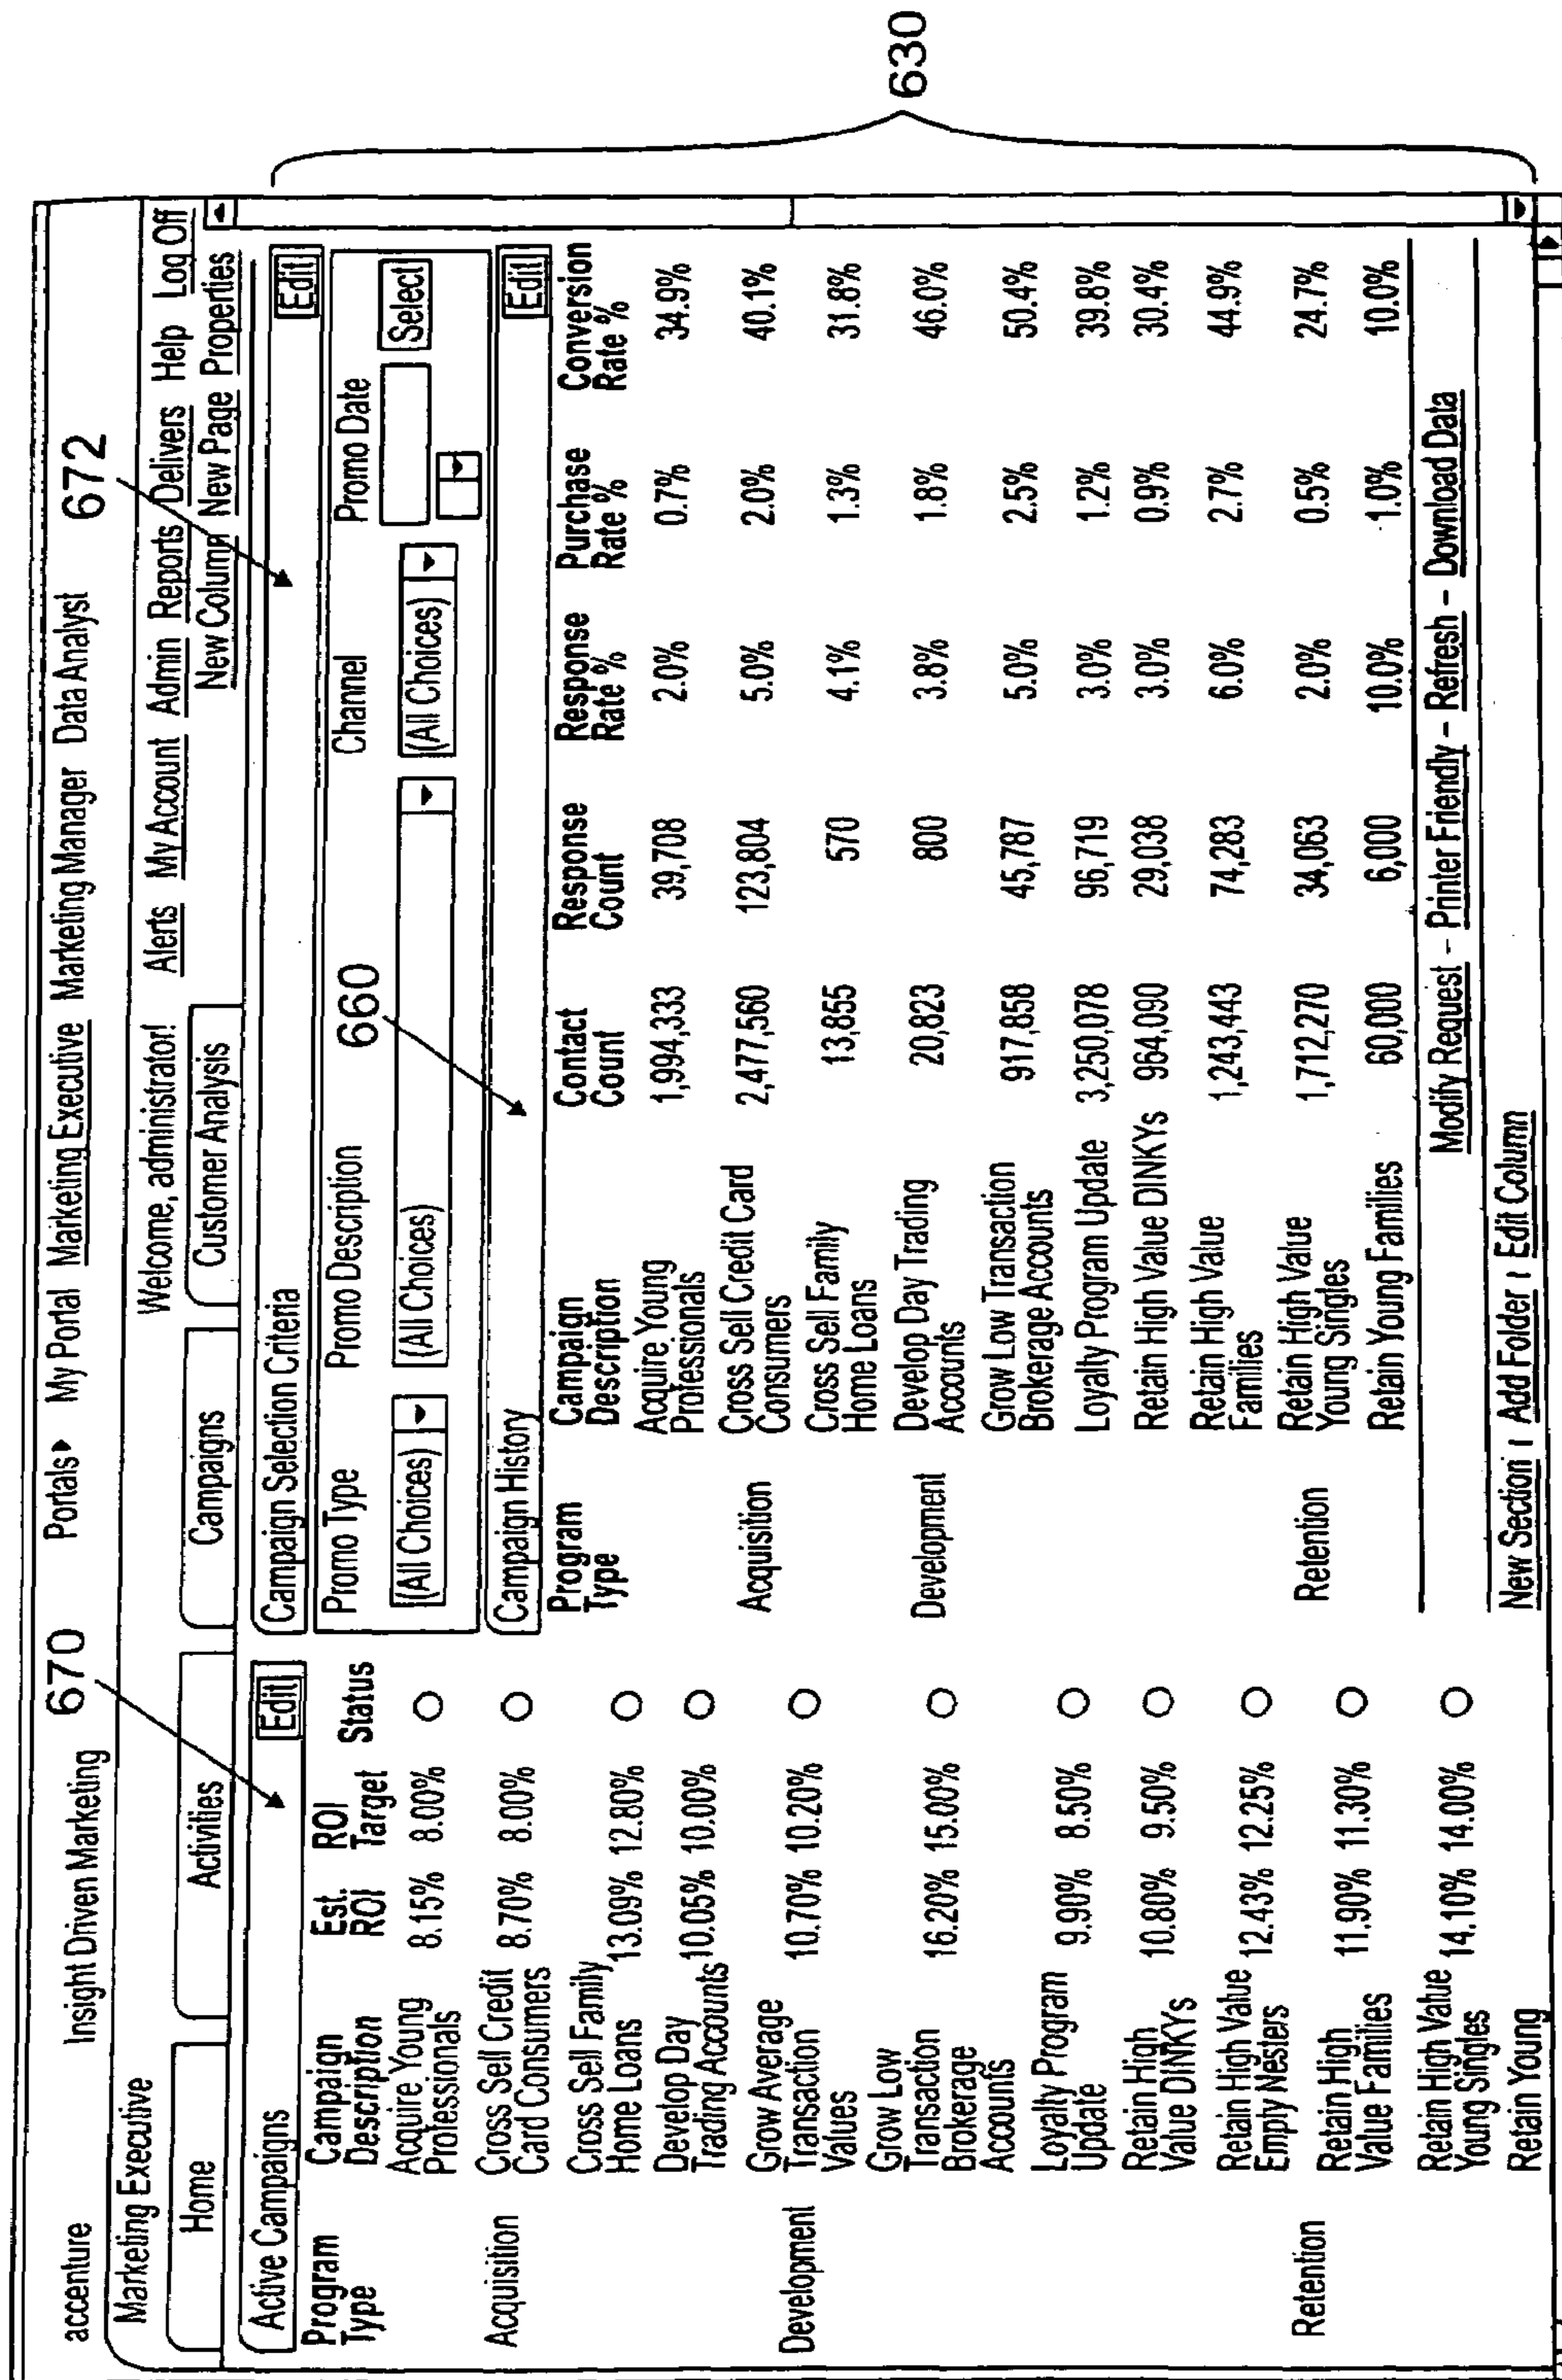 670
672
accenture Insight Driven Marketing Portals▸ My Portal Marketing Executive Marketing Manager Data Analyst
Marketing Executive Welcome, administrator! Alerts My Account Admin Reports Delivers Help Log Off
Home Activities Campaigns Customer Analysis New Column New Page Properties
Active Campaigns Edit
Program Type Campaign Description Est. ROI ROI Target Status
Acquisition
Acquire Young Professionals 8.15% 8.00%
Cross Sell Credit Card Consumers 8.70% 8.00%
Cross Sell Family Home Loans 13.09% 12.80%
Development
Develop Day Trading Accounts 10.05% 10.00%
Grow Average Transaction Values 10.70% 10.20%
Grow Low Transaction Brokerage Accounts 16.20% 15.00%
Retention
Loyalty Program Update 9.90% 8.50%
Retain High Value DINKYs 10.80% 9.50%
Retain High Value Empty Nesters 12.43% 12.25%
Retain High Value Families 11.90% 11.30%
Retain High Value Young Singles 14.10% 14.00%
Retain Young
Campaign Selection Criteria Edit
Promo Type Promo Description Channel Promo Date
(All Choices) (All Choices) (All Choices) Select
660
Campaign History Edit
Program Type Campaign Description Contact Count Response Count Response Rate % Purchase Rate % Conversion Rate %
Acquisition
Acquire Young Professionals 1,994,333 39,708 2.0% 0.7% 34.9%
Cross Sell Credit Card Consumers 2,477,560 123,804 5.0% 2.0% 40.1%
Cross Sell Family Home Loans 13,855 570 4.1% 1.3% 31.8%
Development
Develop Day Trading Accounts 20,823 800 3.8% 1.8% 46.0%
Grow Low Transaction Brokerage Accounts 917,858 45,787 5.0% 2.5% 50.4%
Retention
Loyalty Program Update 3,250,078 96,719 3.0% 1.2% 39.8%
Retain High Value DINKYs 964,090 29,038 3.0% 0.9% 30.4%
Retain High Value Families 1,243,443 74,283 6.0% 2.7% 44.9%
Retain High Value Young Singles 1,712,270 34,063 2.0% 0.5% 24.7%
Retain Young Families 60,000 6,000 10.0% 1.0% 10.0%
Modify Request - Printer Friendly - Refresh - Download Data
New Section | Add Folder | Edit Column
630